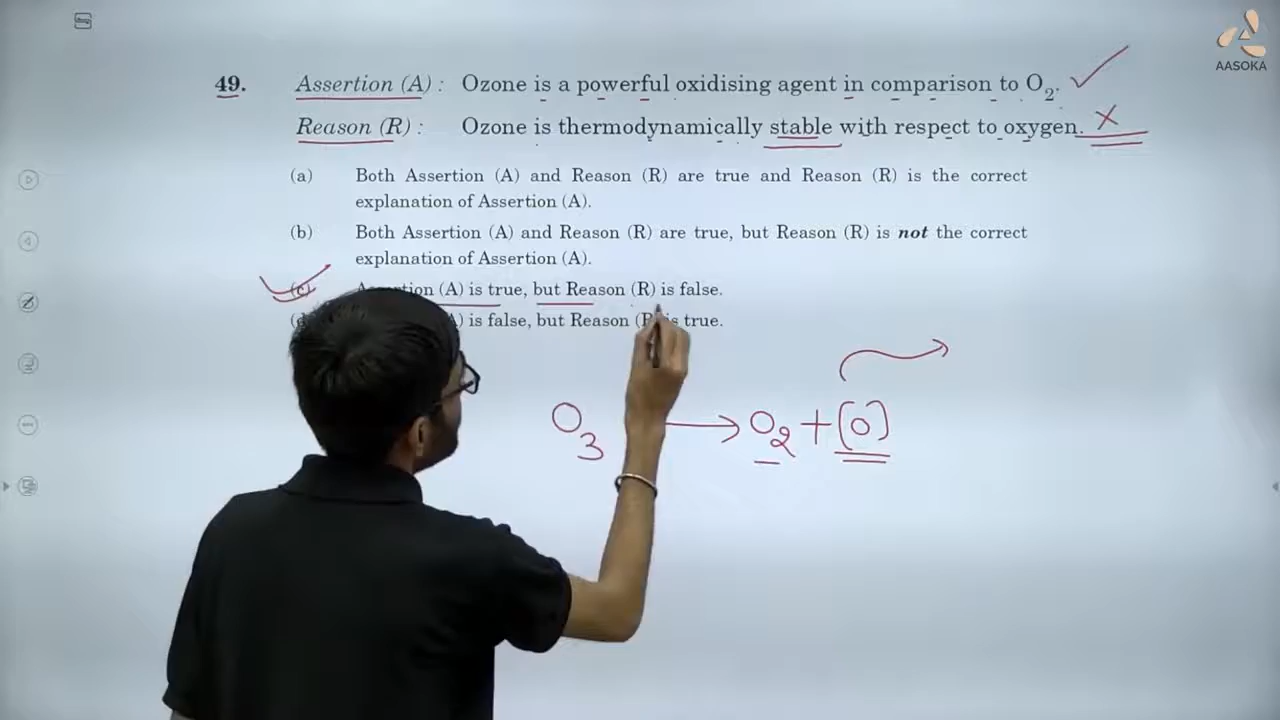 AASOKA
49. Assertion (A) : Ozone is a powerful oxidising agent in comparison to O2.
Reason (R) : Ozone is thermodynamically stable with respect to oxygen. ×
(a) Both Assertion (A) and Reason (R) are true and Reason (R) is the correct
explanation of Assertion (A).
(b) Both Assertion (A) and Reason (R) are true, but Reason (R) is not the correct
explanation of Assertion (A).
(c) (A) is true, but Reason (R) is false.
is false, but Reason is true.
O3 → O2 + [O]